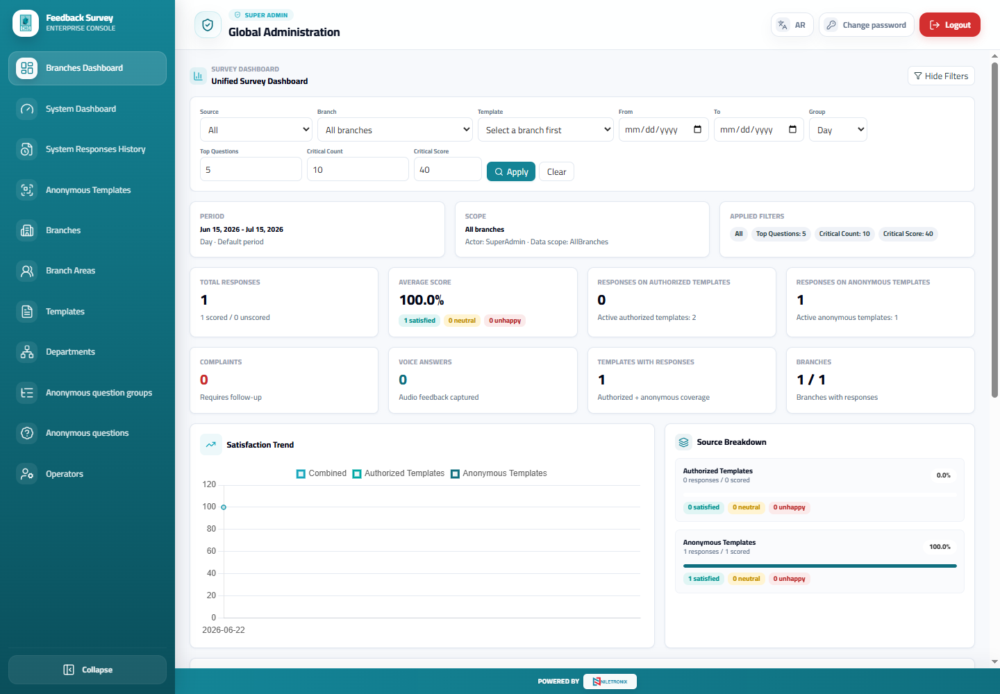 Feedback Survey
ENTERPRISE CONSOLE
Branches Dashboard
System Dashboard
System Responses History
Anonymous Templates
Branches
Branch Areas
Templates
Departments
Anonymous question groups
Anonymous questions
Operators
Collapse
SUPER ADMIN
Global Administration
AR
Change password
Logout
SURVEY DASHBOARD
Unified Survey Dashboard
Hide Filters
Source
Branch
Template
From
To
Group
All
All branches
Select a branch first
mm/dd/yyyy
mm/dd/yyyy
Day
Top Questions
Critical Count
Critical Score
5
10
40
Apply
Clear
PERIOD
Jun 15, 2026 - Jul 15, 2026
Day · Default period
SCOPE
All branches
Actor: SuperAdmin · Data scope: AllBranches
APPLIED FILTERS
All
Top Questions: 5
Critical Count: 10
Critical Score: 40
TOTAL RESPONSES
1
1 scored / 0 unscored
AVERAGE SCORE
100.0%
1 satisfied
0 neutral
0 unhappy
RESPONSES ON AUTHORIZED TEMPLATES
0
Active authorized templates: 2
RESPONSES ON ANONYMOUS TEMPLATES
1
Active anonymous templates: 1
COMPLAINTS
0
Requires follow-up
VOICE ANSWERS
0
Audio feedback captured
TEMPLATES WITH RESPONSES
1
Authorized + anonymous coverage
BRANCHES
1 / 1
Branches with responses
Satisfaction Trend
Combined
Authorized Templates
Anonymous Templates
120
100
80
60
40
20
0
2026-06-22
Source Breakdown
Authorized Templates
0 responses / 0 scored
0.0%
0 satisfied
0 neutral
0 unhappy
Anonymous Templates
1 responses / 1 scored
100.0%
1 satisfied
0 neutral
0 unhappy
POWERED BY
NILETRONIX